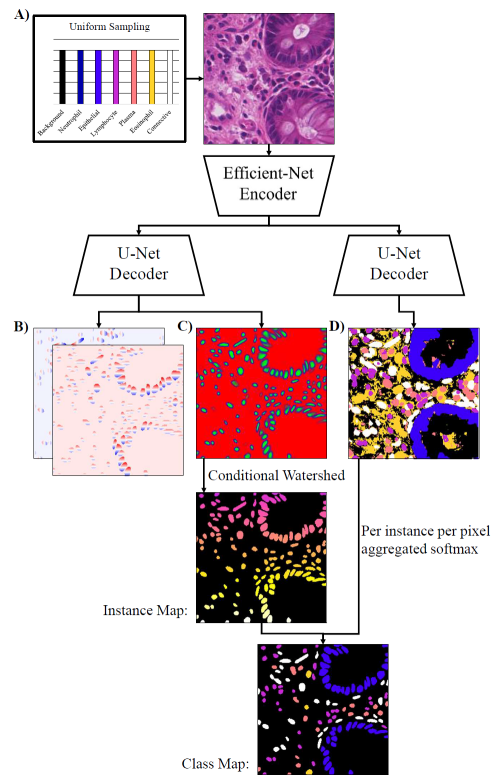 A)
Uniform Sampling
Background
Neutrophil
Epithelial
Lymphocyte
Plasma
Eosinophil
Connective
Efficient-Net
Encoder
U-Net
Decoder
U-Net
Decoder
B)
C)
D)
Conditional Watershed
Per instance per pixel
aggregated softmax
Instance Map:
Class Map: